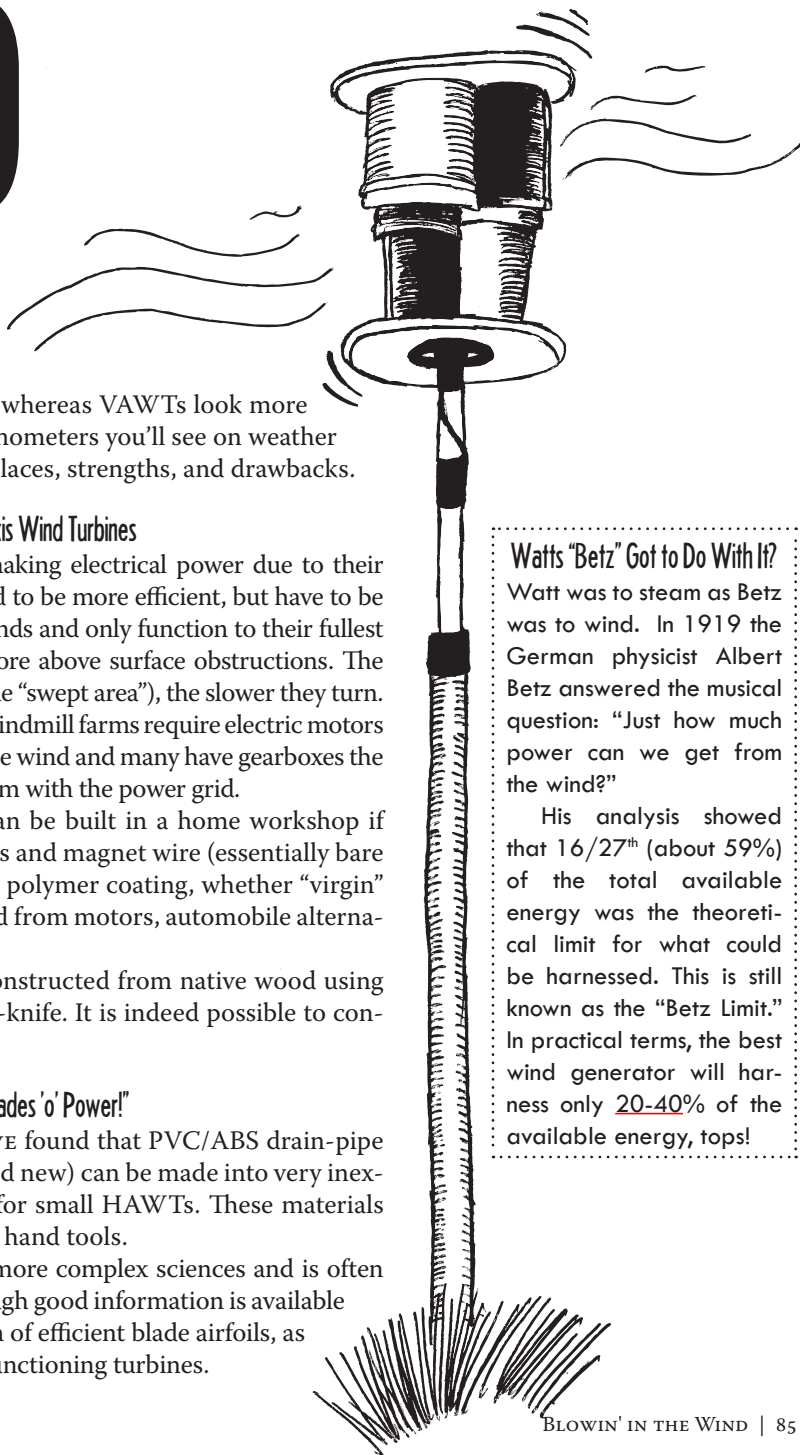 whereas VAWTs look more
nometers you'll see on weather
laces, strengths, and drawbacks.
is Wind Turbines
aking electrical power due to their
d to be more efficient, but have to be
nds and only function to their fullest
ore above surface obstructions. The
e “swept area”), the slower they turn.
indmill farms require electric motors
e wind and many have gearboxes the
m with the power grid.
an be built in a home workshop if
s and magnet wire (essentially bare
polymer coating, whether “virgin”
d from motors, automobile alterna-
onstructed from native wood using
-knife. It is indeed possible to con-
ades 'o' Power!”
VE found that PVC/ABS drain-pipe
d new) can be made into very inex-
for small HAWTs. These materials
hand tools.
more complex sciences and is often
gh good information is available
n of efficient blade airfoils, as
unctioning turbines.
Watts “Betz” Got to Do With It?
Watt was to steam as Betz
was to wind. In 1919 the
German physicist Albert
Betz answered the musical
question: “Just how much
power can we get from
the wind?”
His analysis showed
that 16/27th (about 59%)
of the total available
energy was the theoreti-
cal limit for what could
be harnessed. This is still
known as the “Betz Limit.”
In practical terms, the best
wind generator will har-
ness only 20-40% of the
available energy, tops!
Blowin' in the Wind | 85